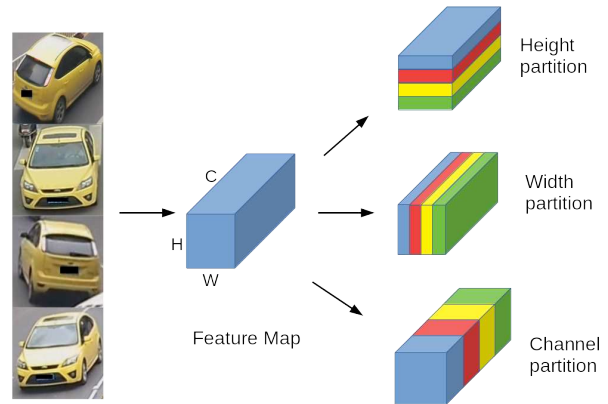 Height
partition
C
H
W
Width
partition
Feature Map
Channel
partition